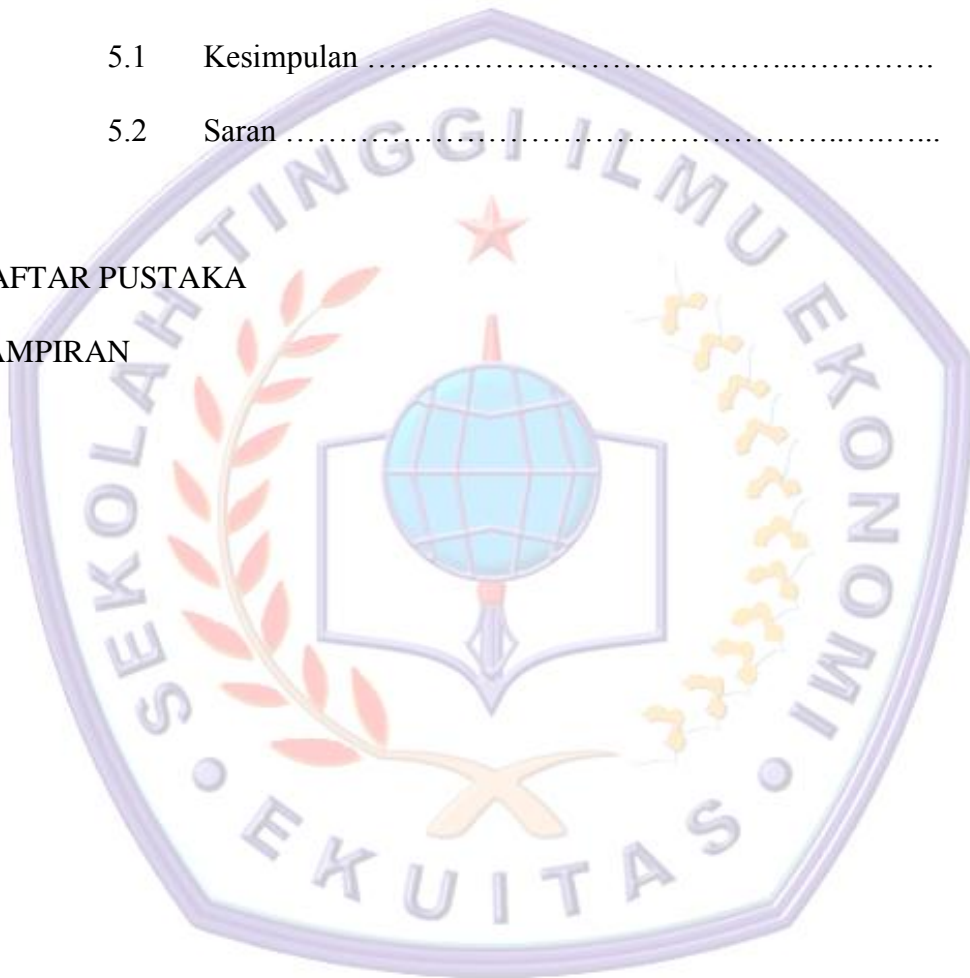 5.1 Kesimpulan …………………………………..………….
5.2 Saran ……………………………………………..……...
AFTAR PUSTAKA
AMPIRAN
SEKOLAH TINGGI ILMU EKONOMI
• EKUITAS •